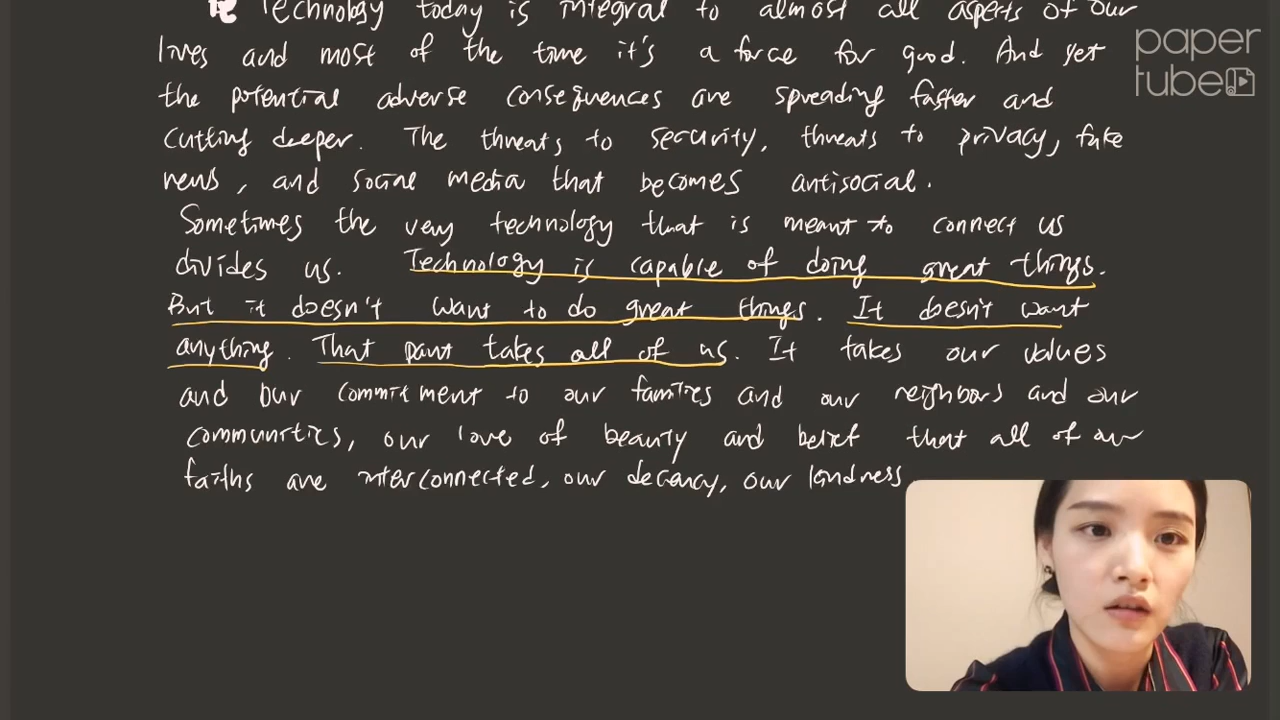 Technology today is integral to almost all aspects of our
lives and most of the time it's a force for good. And yet
paper
tube
the potential adverse consequences are spreading faster and
cutting deeper. The threats to security, threats to privacy, fake
news, and social media that becomes antisocial.
Sometimes the very technology that is meant to connect us
divides us. Technology is capable of doing great things.
But it doesn't want to do great things. It doesn't want
anything. That part takes all of us. It takes our values
and our commitment to our families and our neighbors and our
communities, our love of beauty and belief that all of our
faiths are interconnected, our decency, our kindness